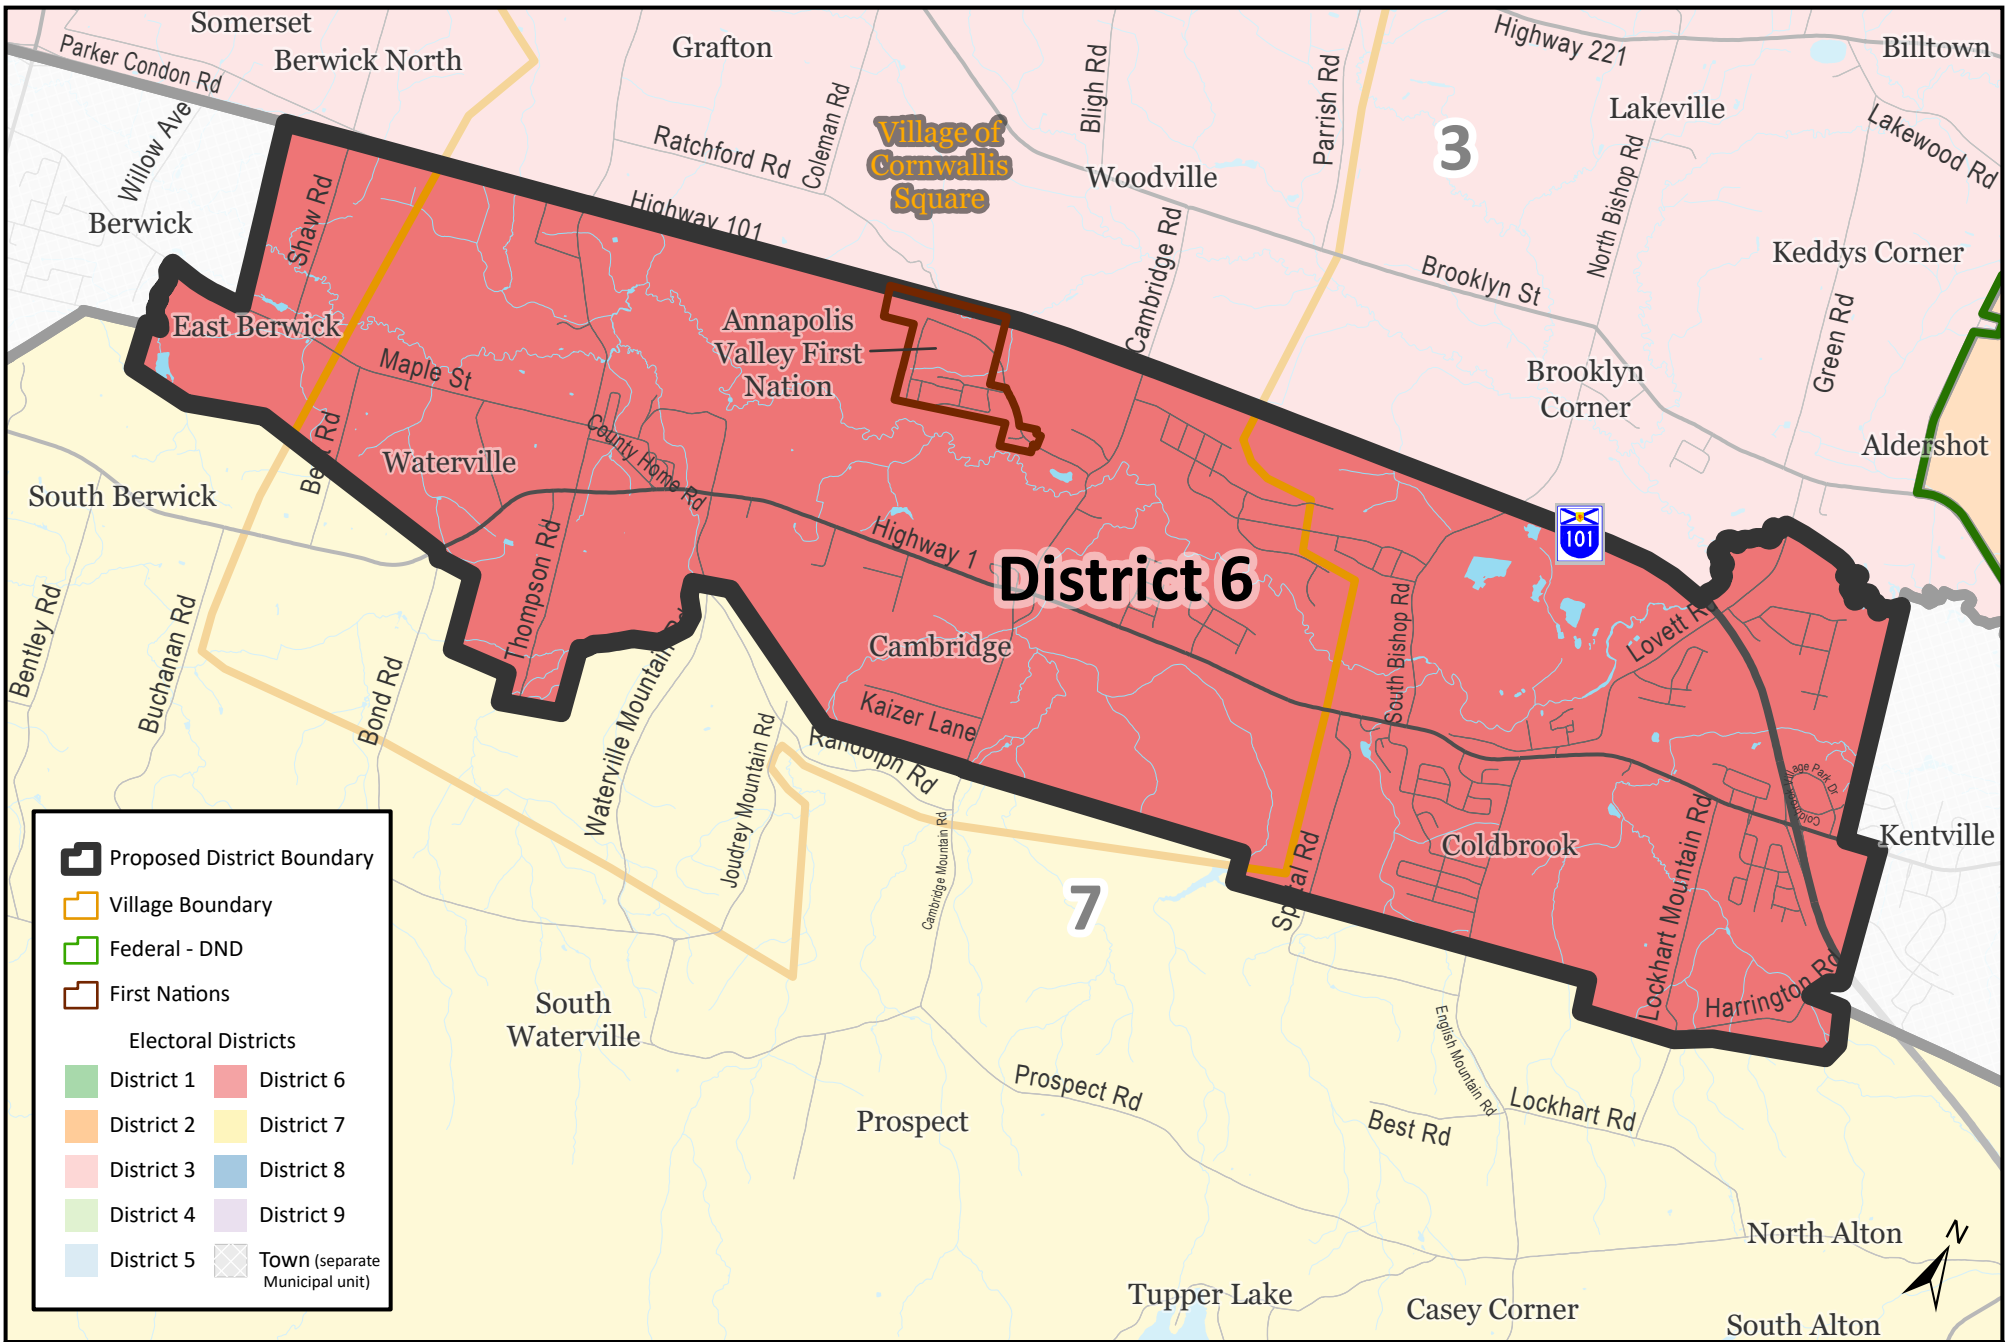 Somerset
Berwick North
Grafton
Highway 221
Billtown
Parker Condon Rd
Willow Ave
Coleman Rd
Bligh Rd
Parrish Rd
Lakeville
Lakewood Rd
Village of
Cornwallis
Square
Ratchford Rd
3
North Bishop Rd
Woodville
Berwick
Shaw Rd
Highway 101
Cambridge Rd
Brooklyn St
Keddys Corner
Green Rd
East Berwick
Maple St
Annapolis
Valley First
Nation
Brooklyn
Corner
Aldershot
Waterville
County Home Rd
South Berwick
Highway 1
District 6
101
Thompson Rd
Bentley Rd
Buchanan Rd
Bond Rd
Waterville Mountain Rd
Cambridge
South Bishop Rd
Lovett Rd
Kaizer Lane
Randolph Rd
Joudrey Mountain Rd
Cambridge Mountain Rd
Coldbrook Village Park Dr
Kentville
Coldbrook
Lockhart Mountain Rd
7
Harrington Rd
South
Waterville
English Mountain Rd
Prospect Rd
Prospect
Best Rd
Lockhart Rd
North Alton
Tupper Lake
Casey Corner
South Alton
N
Proposed District Boundary
Village Boundary
Federal - DND
First Nations
Electoral Districts
District 1
District 6
District 2
District 7
District 3
District 8
District 4
District 9
District 5
Town (separate
Municipal unit)